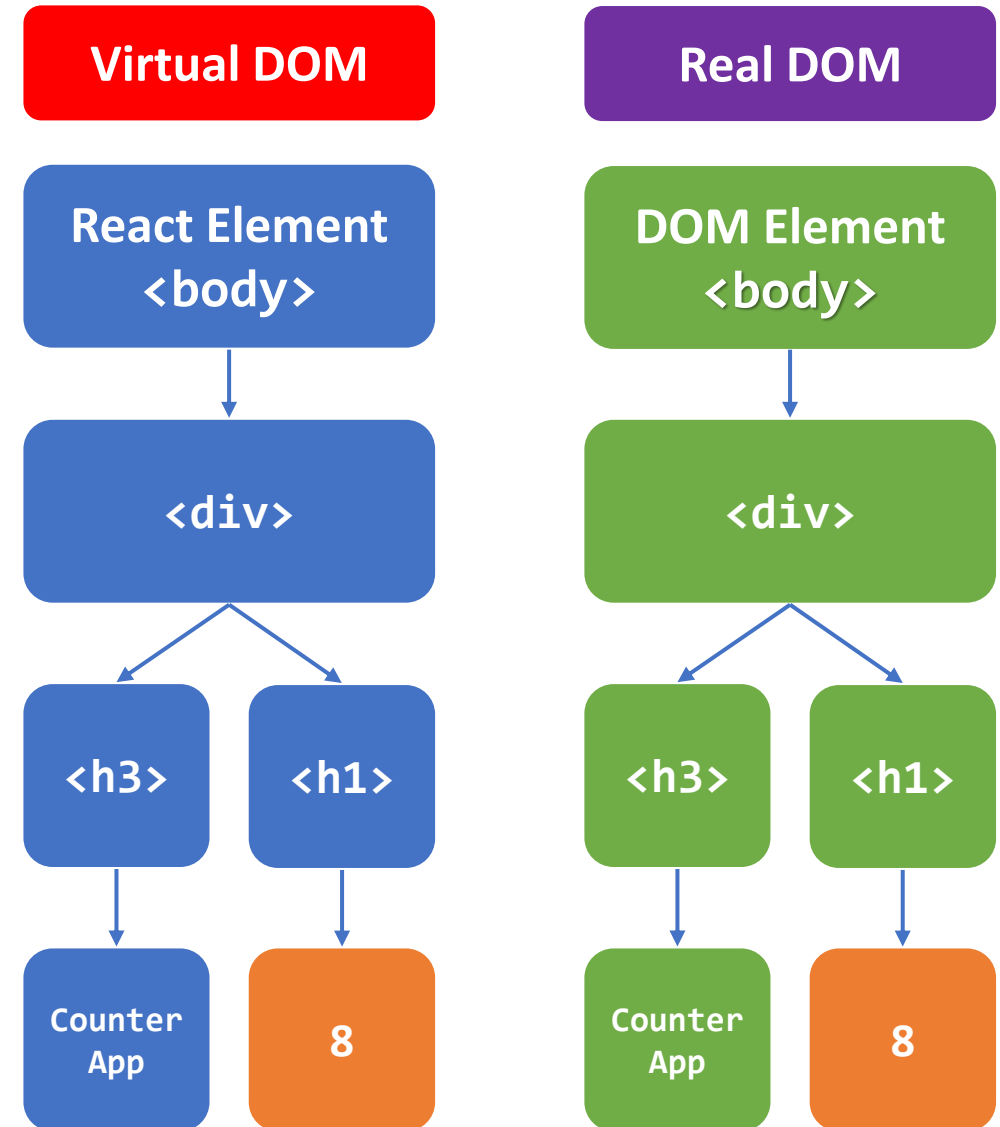 Virtual DOM
Real DOM
React Element
<body>
DOM Element
<body>
<div>
<div>
<h3>
<h1>
<h3>
<h1>
Counter
App
8
Counter
App
8